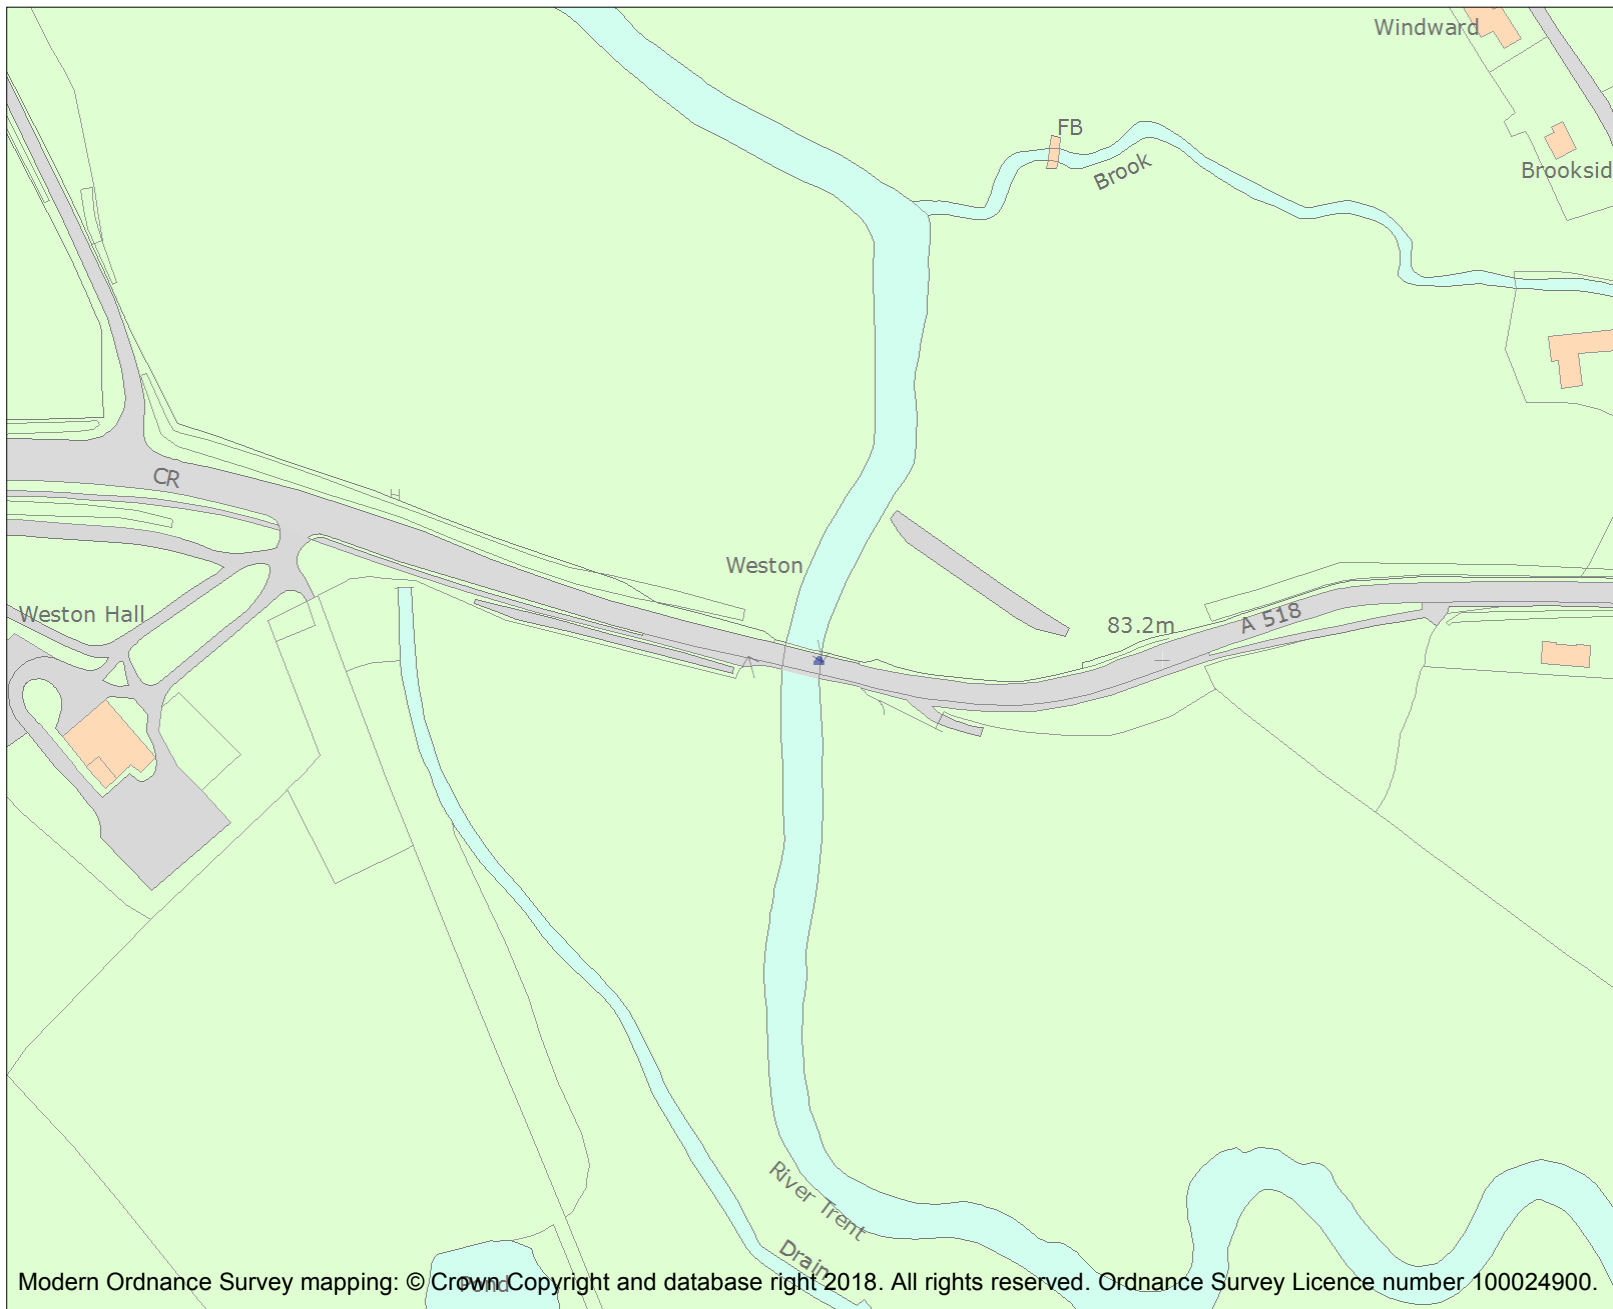 Windward
FB
Brook
Brooksid
CR
Weston
Weston Hall
83.2m
A 518
River Trent
Drain
Pond
Modern Ordnance Survey mapping: © Crown Copyright and database right 2018. All rights reserved. Ordnance Survey Licence number 100024900.